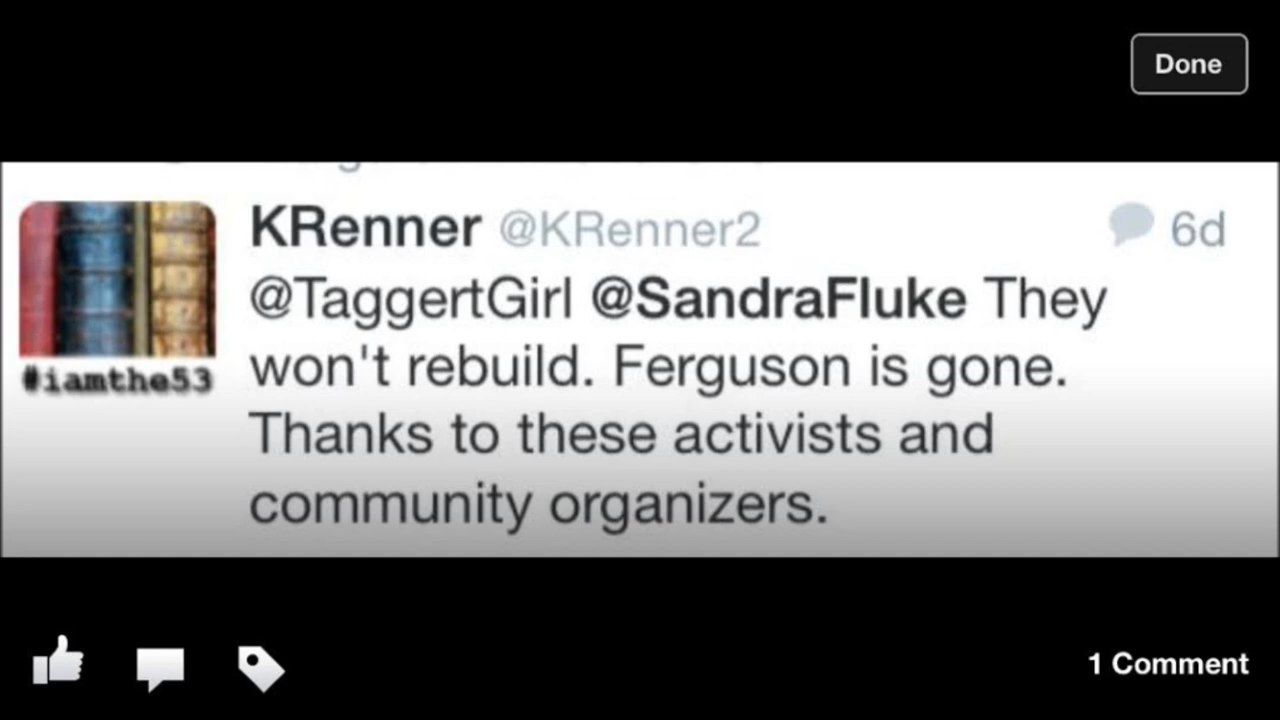 Done
KRenner @KRenner2 6d
@TaggertGirl @SandraFluke They
won't rebuild. Ferguson is gone.
Thanks to these activists and
community organizers.
#iamthe53
1 Comment